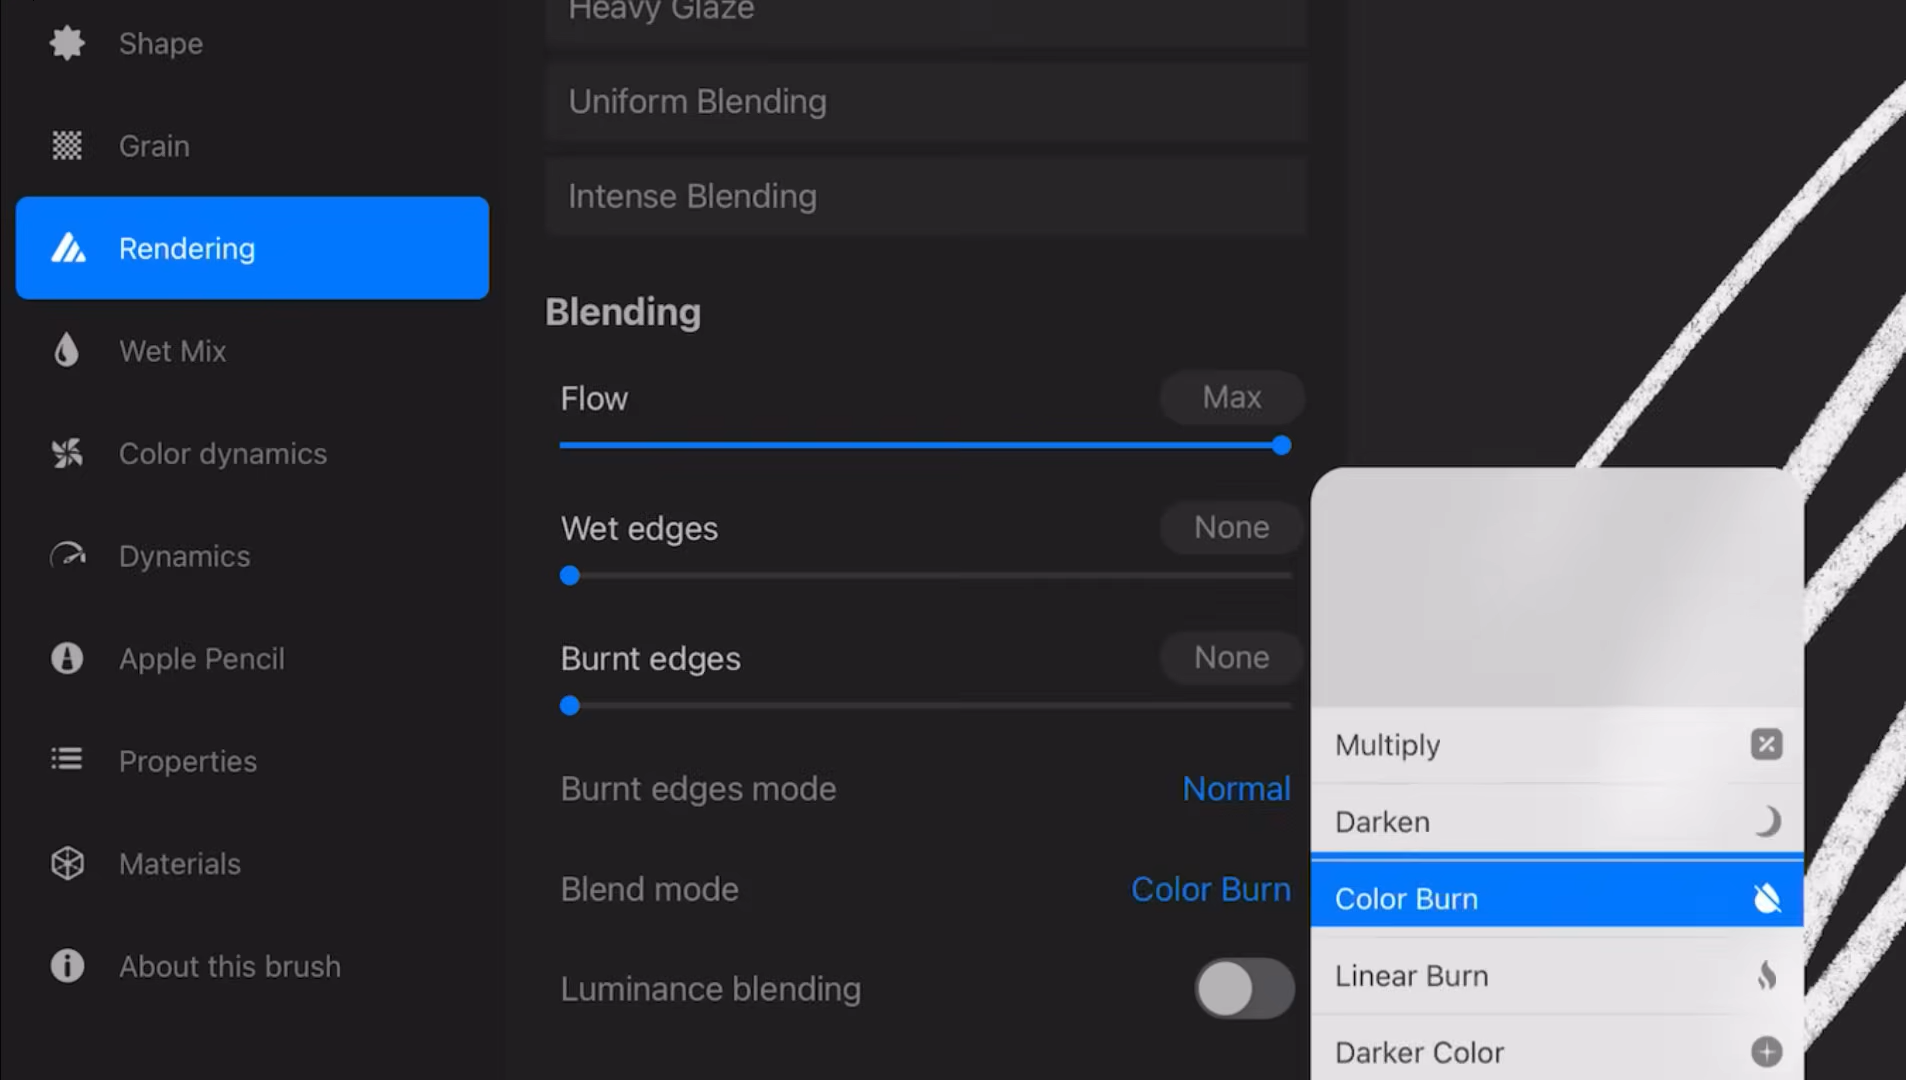 Shape
Grain
Rendering
Wet Mix
Color dynamics
Dynamics
Apple Pencil
Properties
Materials
About this brush
Heavy Glaze
Uniform Blending
Intense Blending
Blending
Flow Max
Wet edges None
Burnt edges None
Burnt edges mode Normal
Blend mode Color Burn
Luminance blending
Multiply
Darken
Color Burn
Linear Burn
Darker Color